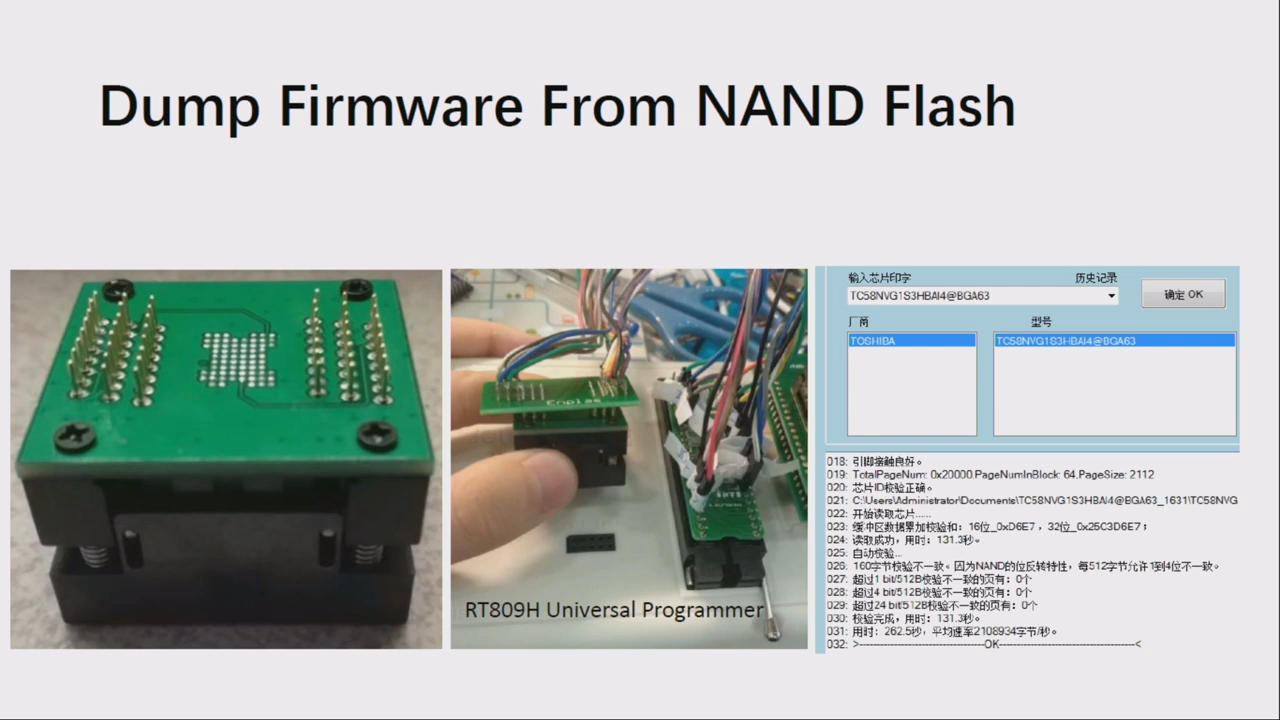 Dump Firmware From NAND Flash
Enplas
RT809H Universal Programmer
输入芯片印字
历史记录
TC58NVG1S3HBAI4@BGA63
确定 OK
厂商
型号
TOSHIBA
TC58NVG1S3HBAI4@BGA63
018: 引脚接触良好。
019: TotalPageNum: 0x20000,PageNumInBlock: 64,PageSize: 2112
020: 芯片ID校验正确。
021: C:\Users\Administrator\Documents\TC58NVG1S3HBAI4@BGA63_1631\TC58NVG
022: 开始读取芯片......
023: 缓冲区数据累加校验和: 16位_0xD6E7 , 32位_0x25C3D6E7 ;
024: 读取成功, 用时: 131.3秒。
025: 自动校验...
026: 160字节校验不一致。因为NAND的位反转特性, 每512字节允许1到4位不一致。
027: 超过1 bit/512B校验不一致的页有: 0个
028: 超过4 bit/512B校验不一致的页有: 0个
029: 超过24 bit/512B校验不一致的页有: 0个
030: 校验完成, 用时: 131.3秒。
031: 用时: 262.5秒, 平均速率2108934字节/秒。
032: >----------------------------------OK----------------------------------<